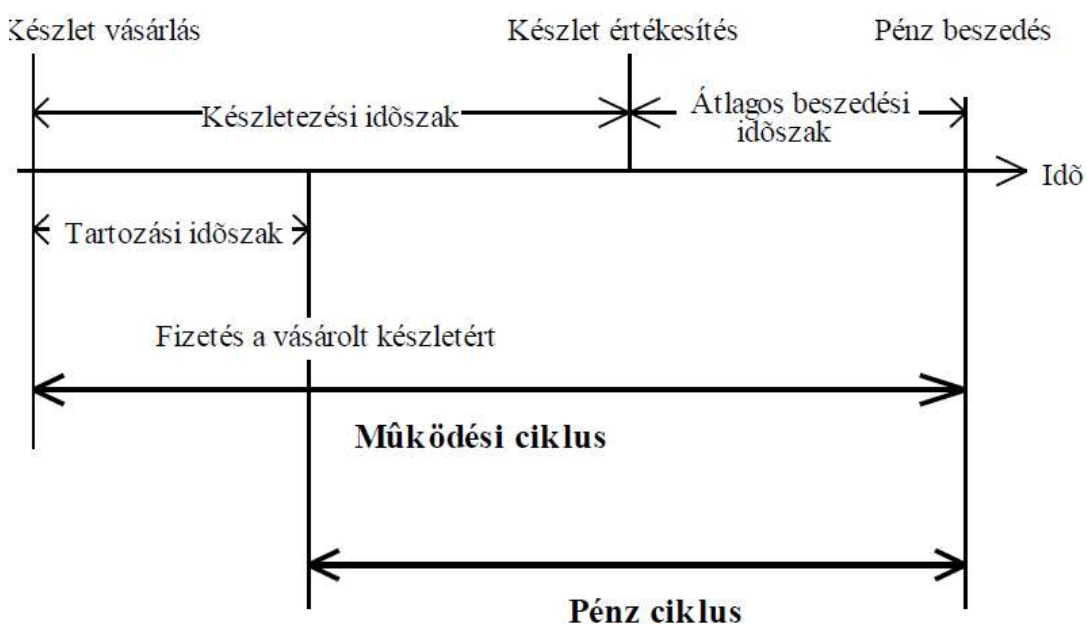 Készlet vásárlás
Készlet értékesítés
Pénz beszedés
Készletezési idõszak
Átlagos beszedési
idõszak
Idõ
Tartozási idõszak
Fizetés a vásárolt készletért
Mûködési ciklus
Pénz ciklus